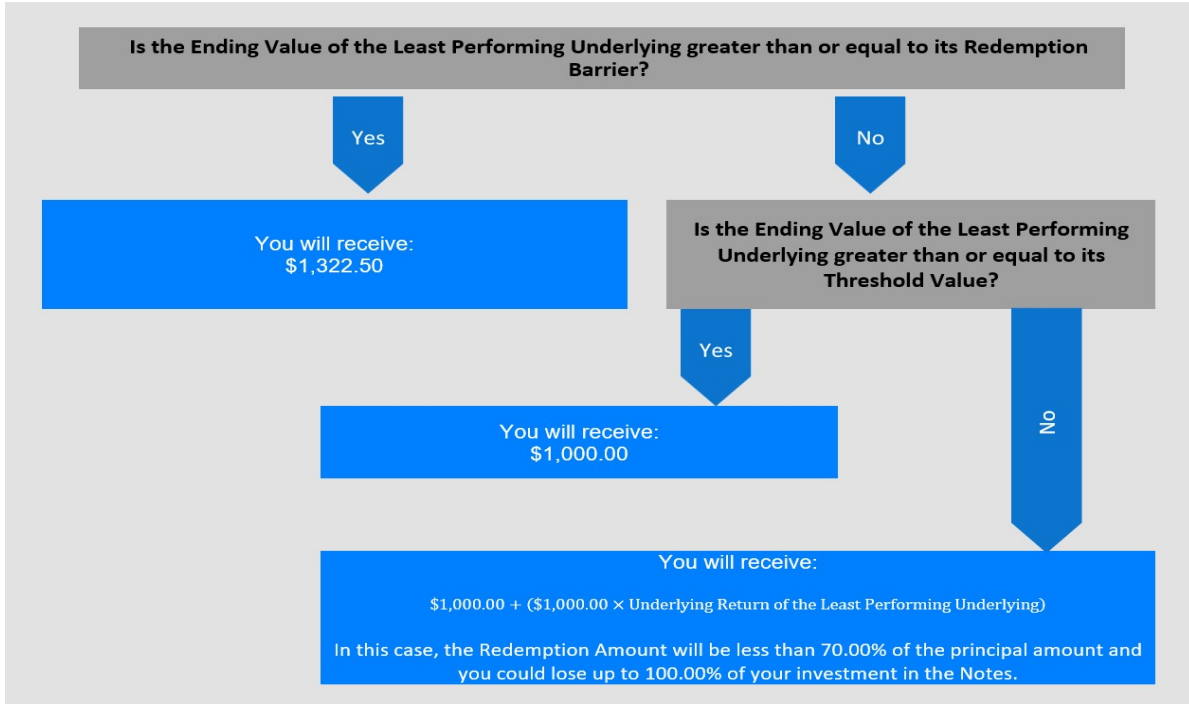 Is the Ending Value of the Least Performing Underlying greater than or equal to its Redemption
Barrier?
Yes
No
You will receive:
$1,322.50
Is the Ending Value of the Least Performing
Underlying greater than or equal to its
Threshold Value?
Yes
No
You will receive:
$1,000.00
You will receive:
$1,000.00 + ($1,000.00 × Underlying Return of the Least Performing Underlying)
In this case, the Redemption Amount will be less than 70.00% of the principal amount and
you could lose up to 100.00% of your investment in the Notes.